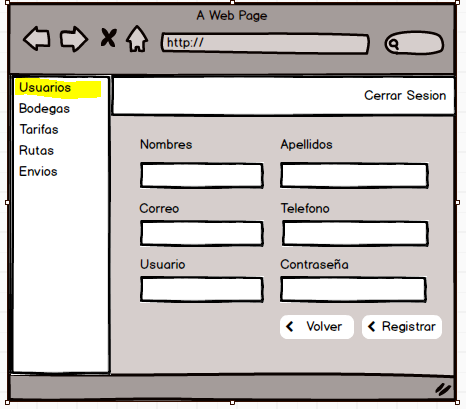 A Web Page
http://
Usuarios
Bodegas
Tarifas
Rutas
Envios
Cerrar Sesion
Nombres Apellidos
Correo Telefono
Usuario Contraseña
Volver Registrar